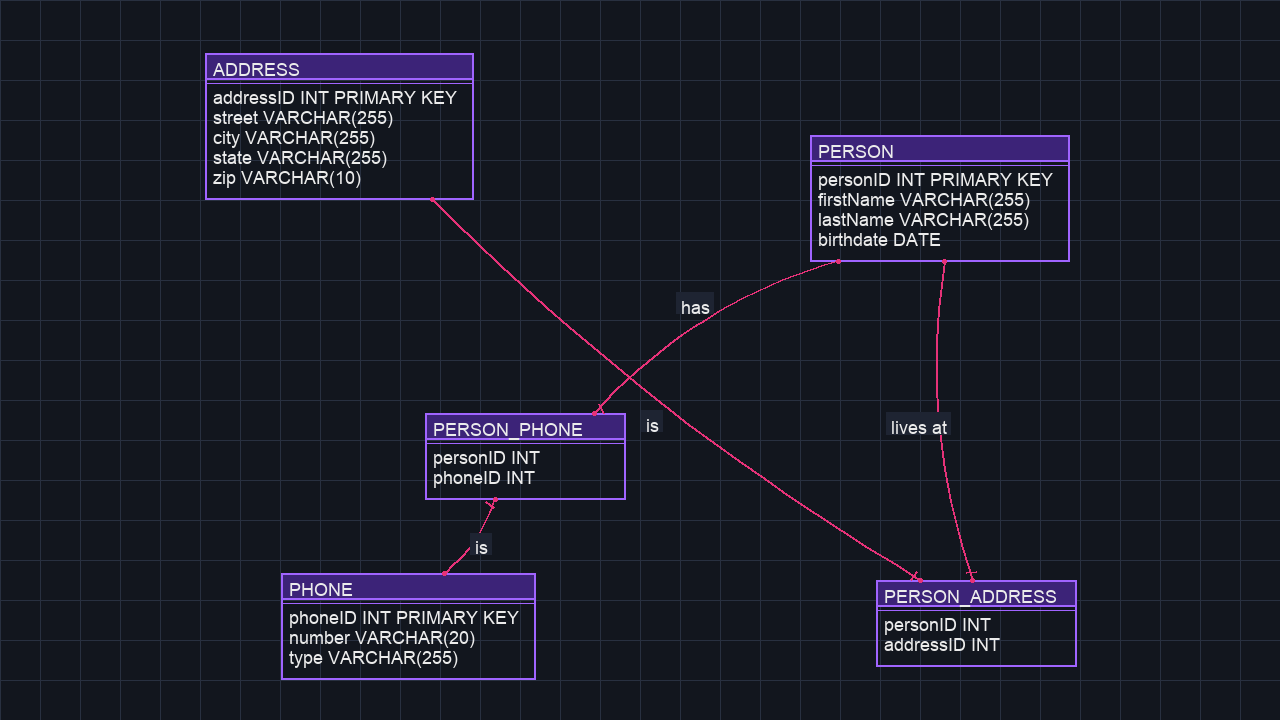 ADDRESS
addressID INT PRIMARY KEY
street VARCHAR(255)
city VARCHAR(255)
state VARCHAR(255)
zip VARCHAR(10)
PERSON
personID INT PRIMARY KEY
firstName VARCHAR(255)
lastName VARCHAR(255)
birthdate DATE
has
is
lives at
PERSON_PHONE
personID INT
phoneID INT
is
PHONE
phoneID INT PRIMARY KEY
number VARCHAR(20)
type VARCHAR(255)
PERSON_ADDRESS
personID INT
addressID INT